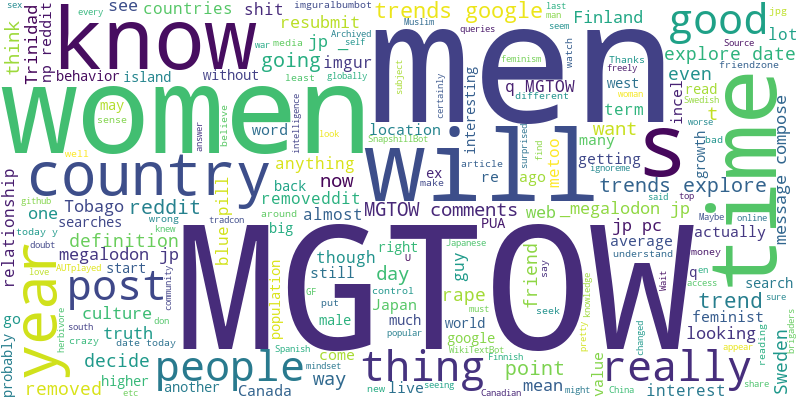 know
men
women
MGTOW
will
s
time
good
country
year
post
people
thing
really
shit
see
countries
imguralbumbot
resubmit
trends google
Finland
explore date
lot
think
Trinidad
np reddit
behavior
island
going
jp
_
imgur
without
self
Archived
media
war
every
sex
Muslim
last
man
seem
queries
watch
jpg
Source
friendzone
even
may
sense
believe
word
least
globally
intelligence
answer
look
subject
feminism
freely
certainly
q MGTOW
different
interesting
west
term
incel
Thanks
woman
read
r
Swedish
worse
bad
location
many
want
metoo
getting
growth
ignoreme
anything
back
now
ex
make
re
article
ago
find
surprised
SnapshillBot
trends explore
message compose
relationship
Tobago
one
reddit
searches
blue pill
removeddit
almost
big
MGTOW comments
PUA
web
_megalodon jp
jp pc
average
said
top
Maybe
online
understand
actually
definition
megalodon jp
start
wrong
knew
tradcon
around
though
still
right
u
Japanese
guy
say
friend
rape
trend
feminist
looking
q
en
money
access
search
sure
github
today y
doubt
love
AUTplayed
herbivore
community
culture
truth
decide
higher
another
population
GF
put
day
Japan
male
much
control
popular
world
google
WikiTextBot
must
seek
pretty
knowledge
Wait
changed
appear
reading
share
brigaders
Sweden
value
interest
China
go
probably
removed
crazy
south
don
date today
etc
Canada
way
come
Spanish
mindset
might
new
live
seeing
Finnish
Canadian
point
mean
well